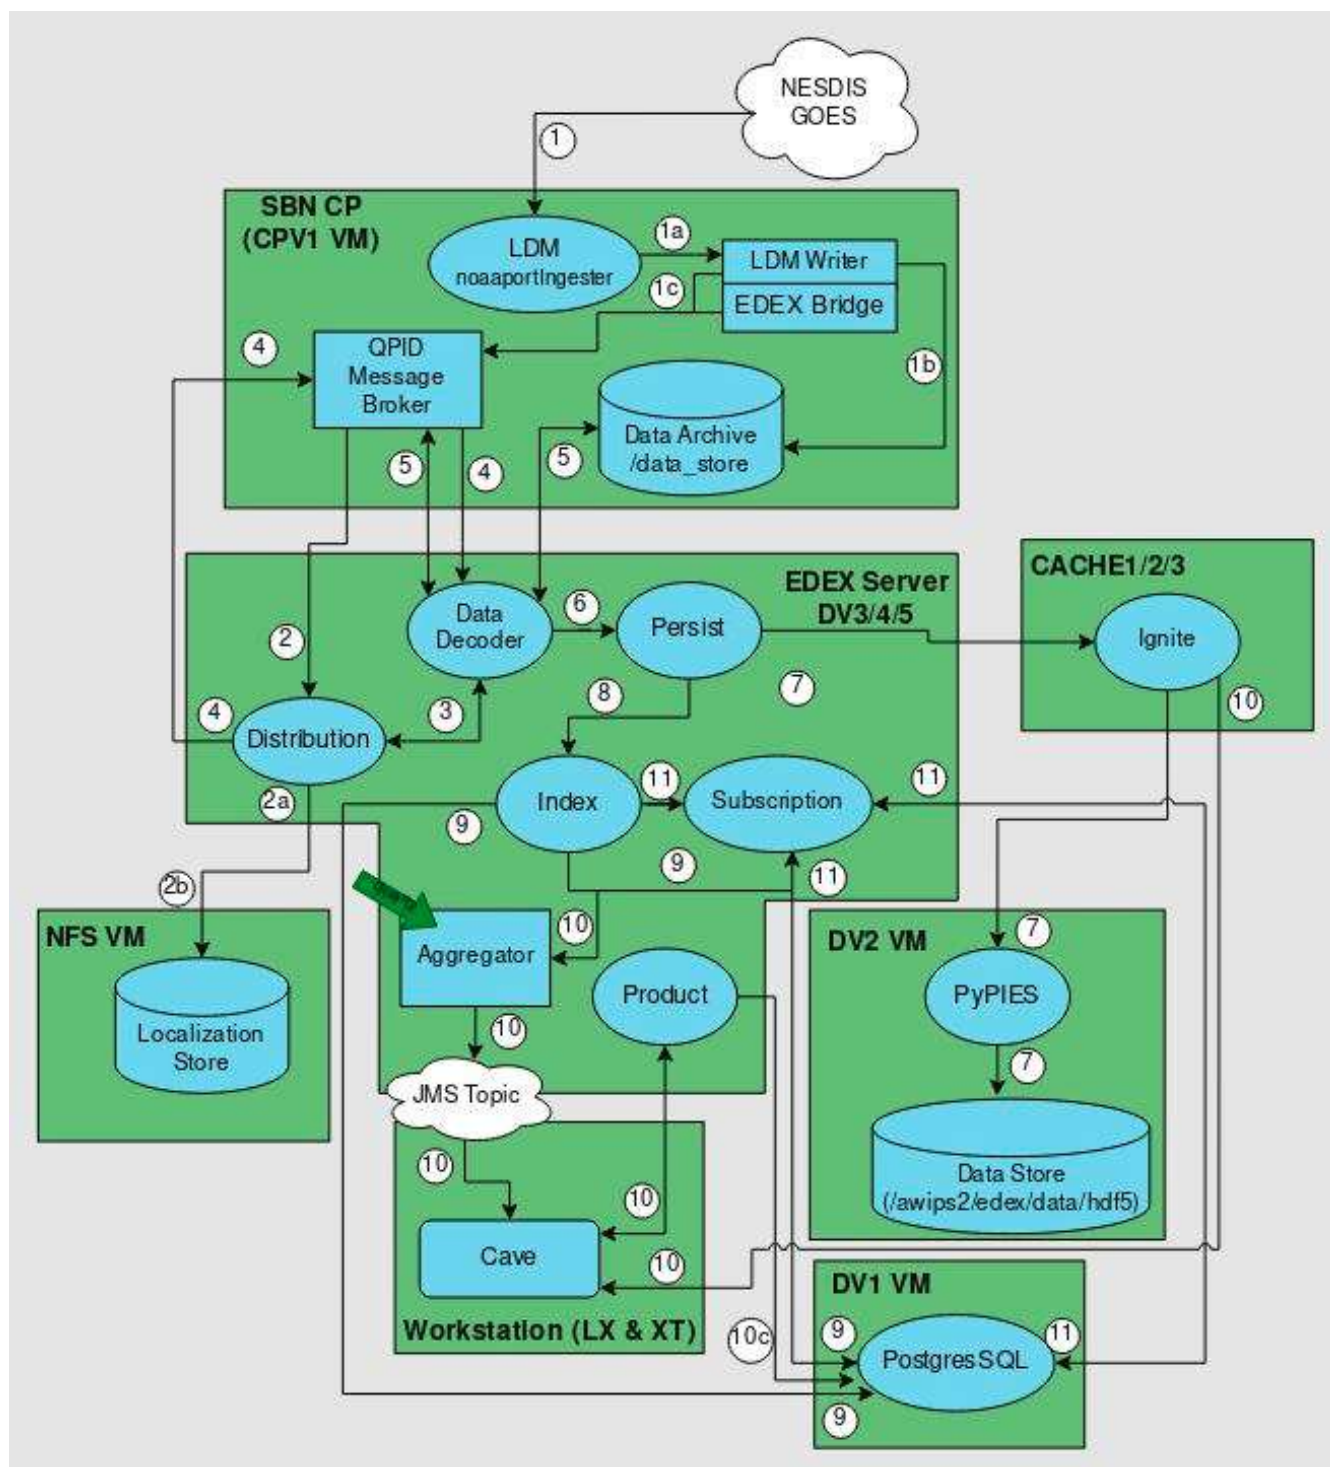 NESDIS
GOES
1
SBN CP
(CPV1 VM)
LDM
noaaportIngester
1a
LDM Writer
1c
EDEX Bridge
4
QPID
Message
Broker
1b
Data Archive
/data_store
5
4
5
EDEX Server
DV3/4/5
CACHE1/2/3
Data
Decoder
6
Persist
Ignite
2
8
7
10
4
3
Distribution
2a
Index
11
Subscription
11
9
9
11
2b
NFS VM
Aggregator
10
DV2 VM
7
Product
PyPIES
Localization
Store
10
7
JMS Topic
10
10
Data Store
(/awips2/edex/data/hdf5)
Cave
10
DV1 VM
Workstation (LX & XT)
10c
9
11
PostgresSQL
9